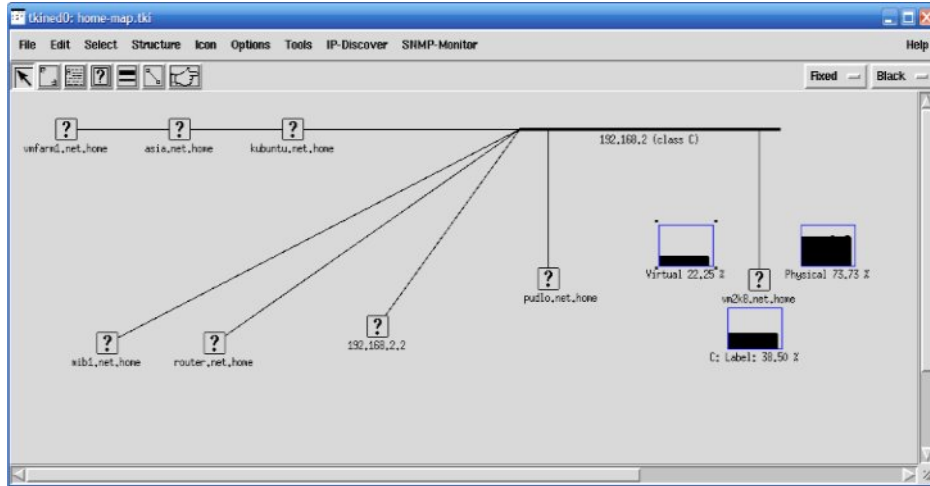 tkined0: home-map.tki
File Edit Select Structure Icon Options Tools IP-Discover SNMP-Monitor Help
Fixed Black
? ? ?
vmfarm1.net.home asia.net.home kubuntu.net.home
192.168.2 (class C)
Virtual 22.25 % Physical 73.73 %
? ?
pudlo.net.home vm2k8.net.home
?
192.168.2.2
? ?
mib1.net.home router.net.home
C: Label: 38.50 %